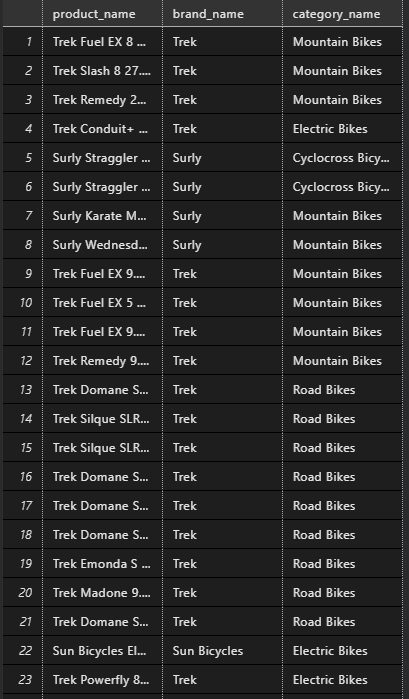 product_name brand_name category_name
1 Trek Fuel EX 8 ... Trek Mountain Bikes
2 Trek Slash 8 27.... Trek Mountain Bikes
3 Trek Remedy 2... Trek Mountain Bikes
4 Trek Conduit+ ... Trek Electric Bikes
5 Surly Straggler ... Surly Cyclocross Bicy...
6 Surly Straggler ... Surly Cyclocross Bicy...
7 Surly Karate M... Surly Mountain Bikes
8 Surly Wednesd... Surly Mountain Bikes
9 Trek Fuel EX 9.... Trek Mountain Bikes
10 Trek Fuel EX 5 ... Trek Mountain Bikes
11 Trek Fuel EX 9.... Trek Mountain Bikes
12 Trek Remedy 9.... Trek Mountain Bikes
13 Trek Domane S... Trek Road Bikes
14 Trek Silque SLR... Trek Road Bikes
15 Trek Silque SLR... Trek Road Bikes
16 Trek Domane S... Trek Road Bikes
17 Trek Domane S... Trek Road Bikes
18 Trek Domane S... Trek Road Bikes
19 Trek Emonda S ... Trek Road Bikes
20 Trek Madone 9.... Trek Road Bikes
21 Trek Domane S... Trek Road Bikes
22 Sun Bicycles El... Sun Bicycles Electric Bikes
23 Trek Powerfly 8... Trek Electric Bikes